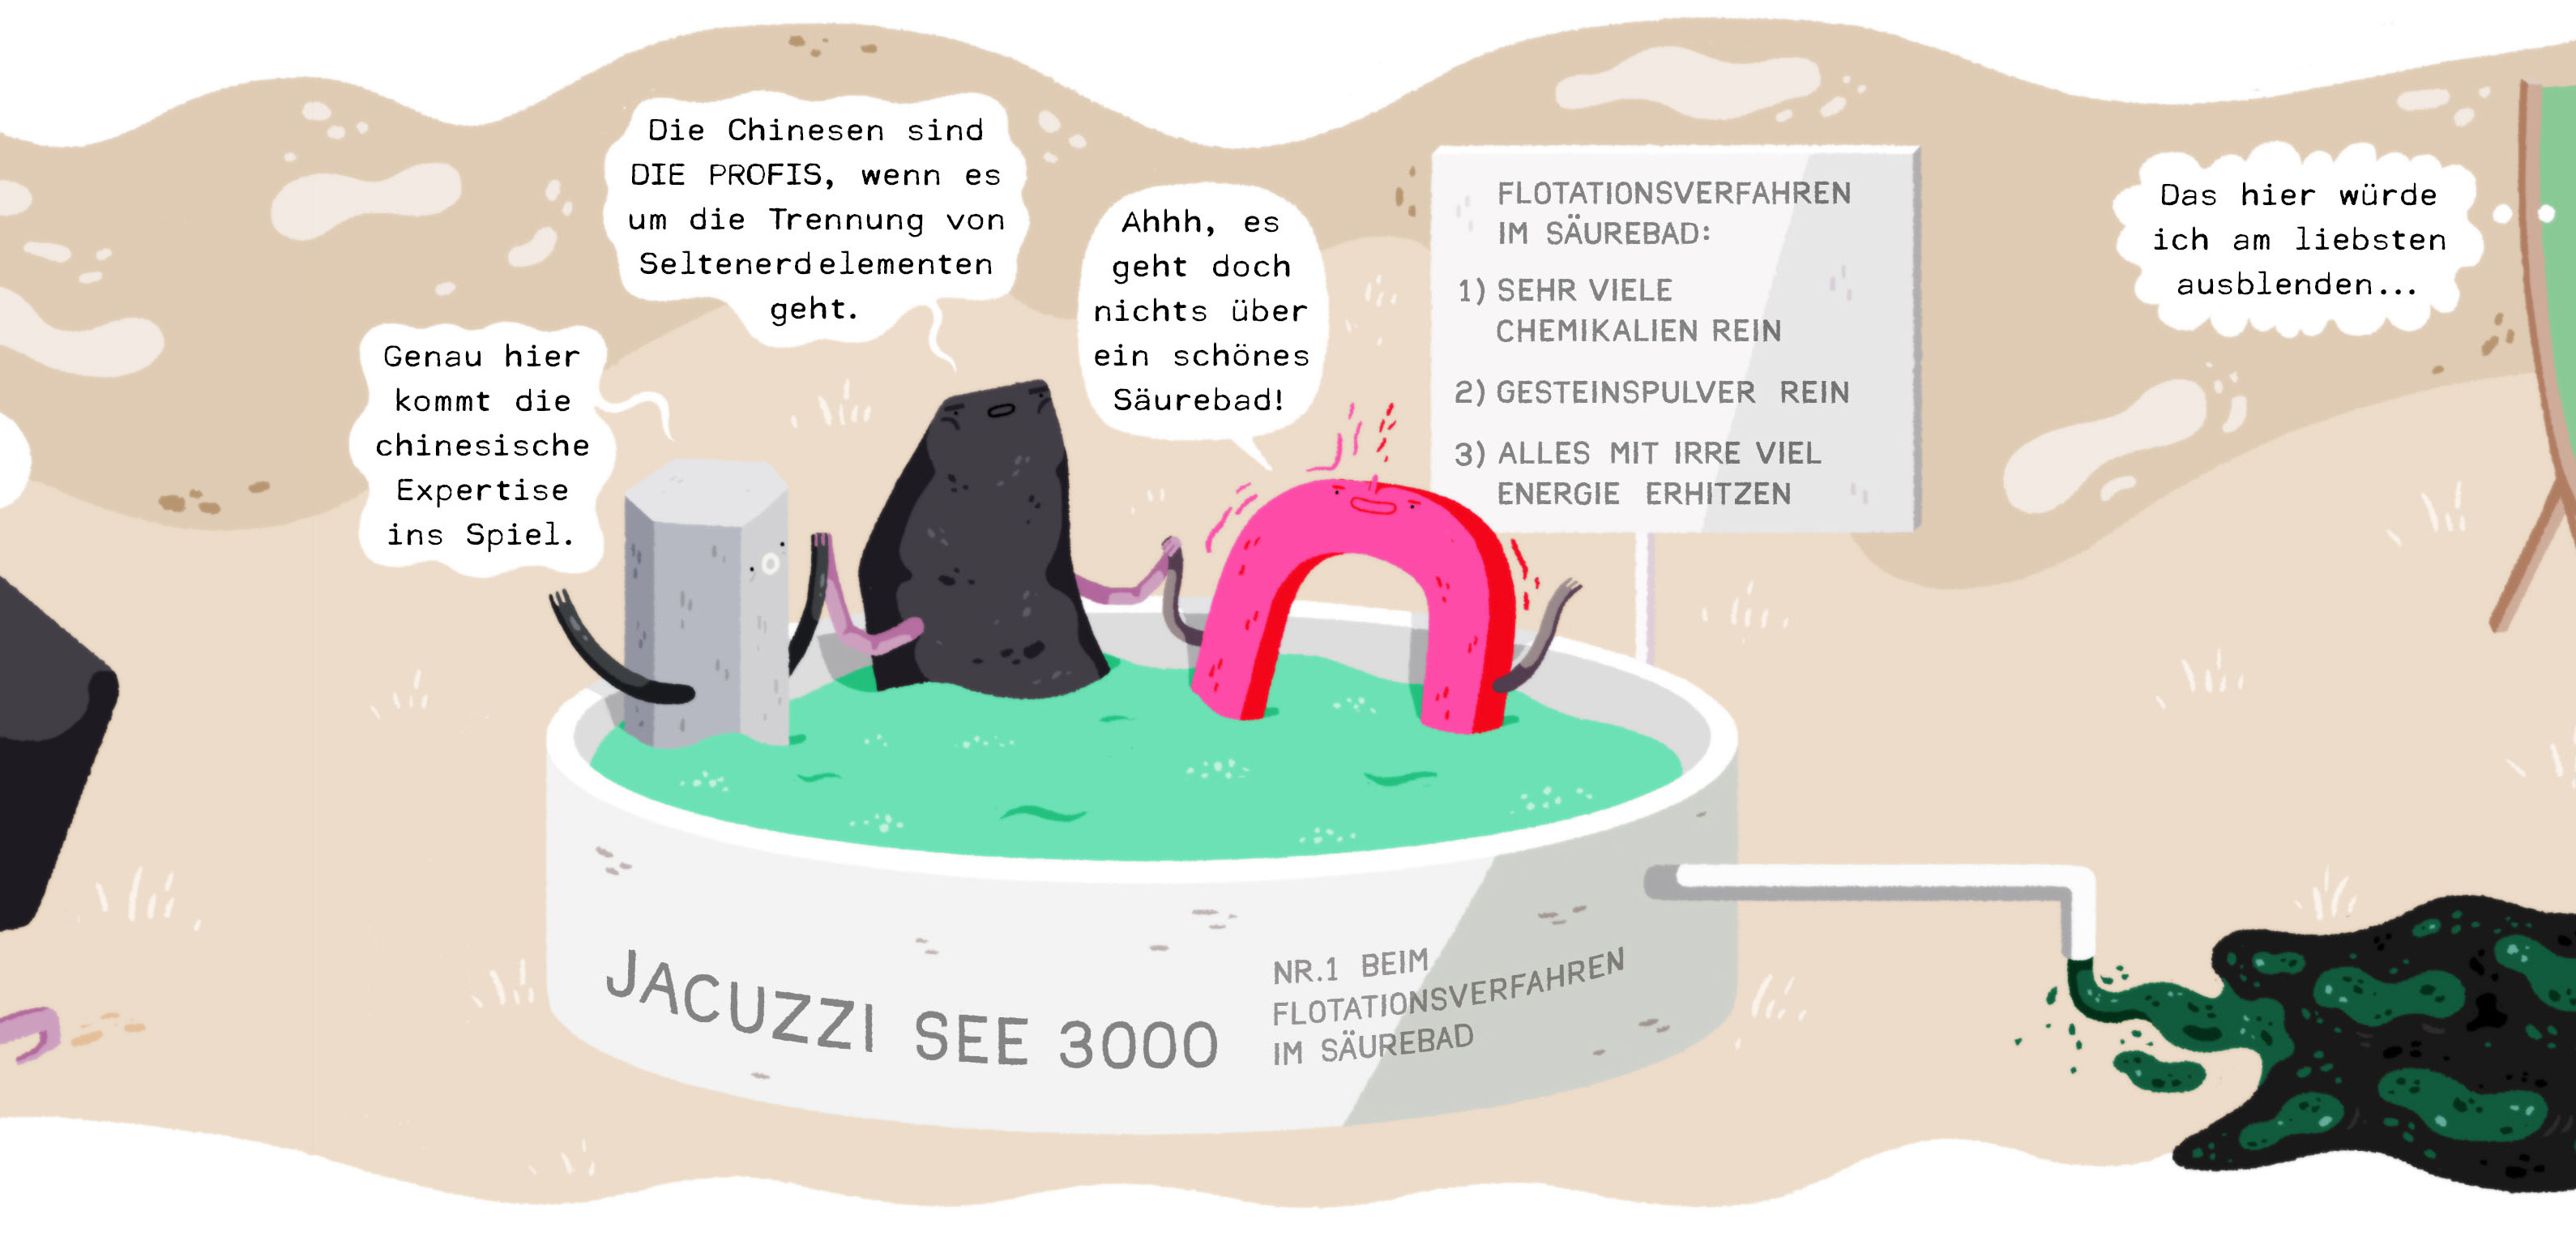 Genau hier
kommt die
chinesische
Expertise
ins Spiel.
Die Chinesen sind
DIE PROFIS, wenn es
um die Trennung von
Seltenerdelementen
geht.
Ahhh, es
geht doch
nichts über
ein schönes
Säurebad!
FLOTATIONSVERFAHREN
IM SÄUREBAD:
1) SEHR VIELE
CHEMIKALIEN REIN
2) GESTEINSPULVER REIN
3) ALLES MIT IRRE VIEL
ENERGIE ERHITZEN
Das hier würde
ich am liebsten
ausblenden...
JACUZZI SEE 3000
NR.1 BEIM
FLOTATIONSVERFAHREN
IM SÄUREBAD